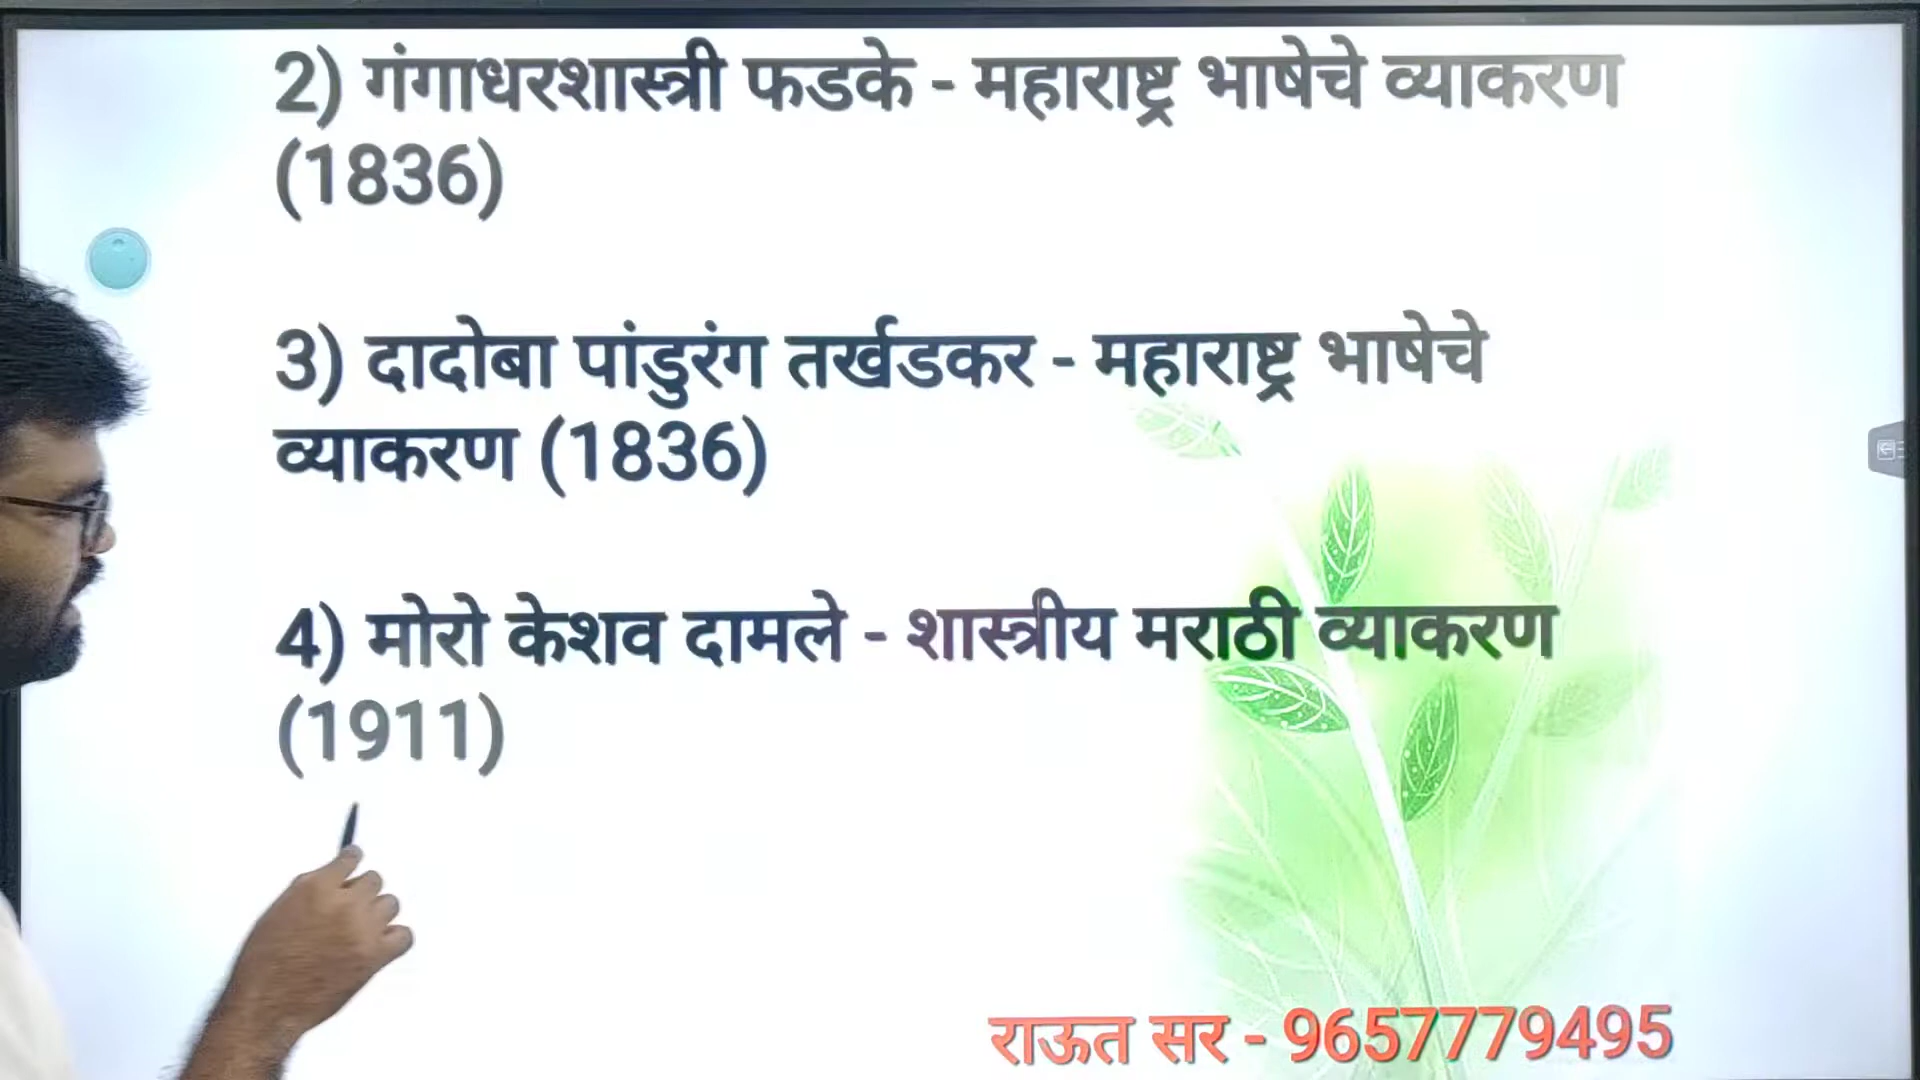 2) गंगाधरशास्त्री फडके - महाराष्ट्र भाषेचे व्याकरण
(1836)
3) दादोबा पांडुरंग तर्खडकर - महाराष्ट्र भाषेचे
व्याकरण (1836)
4) मोरो केशव दामले - शास्त्रीय मराठी व्याकरण
(1911)
राऊत सर - 9657779495